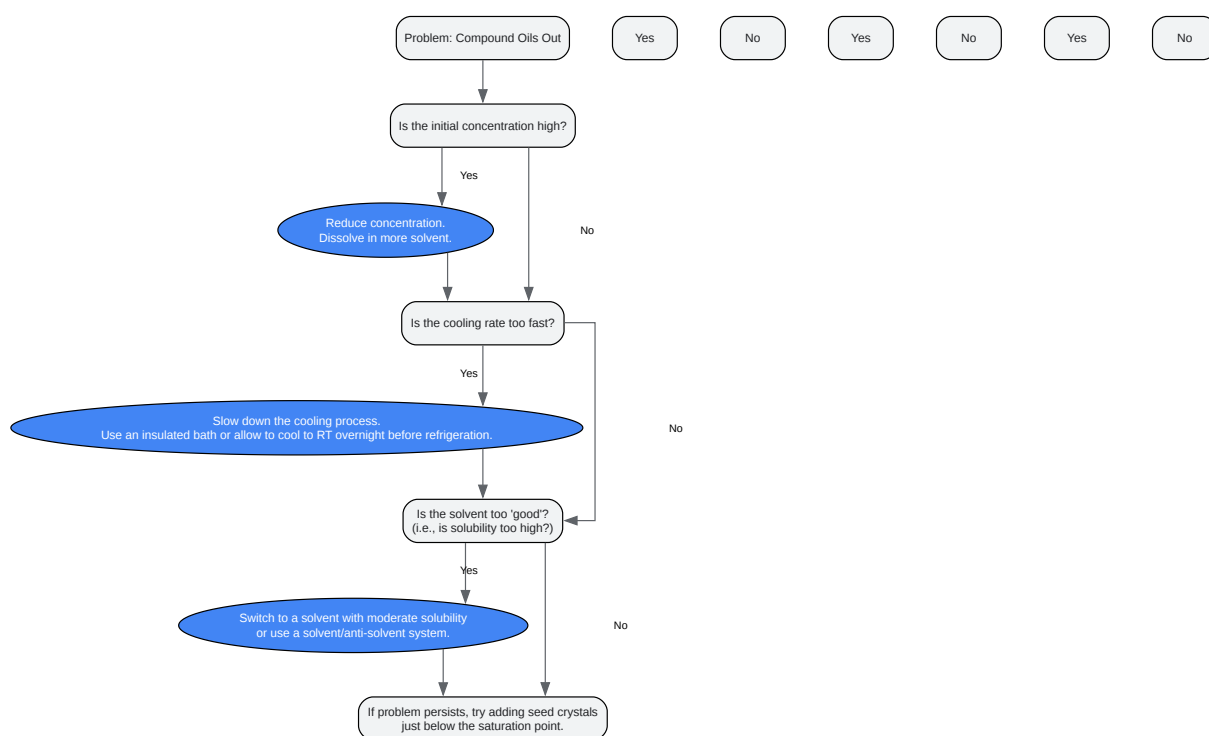 Problem: Compound Oils Out
Yes
No
Yes
No
Yes
No
Is the initial concentration high?
Yes
Reduce concentration.
Dissolve in more solvent.
No
Is the cooling rate too fast?
Yes
Slow down the cooling process.
Use an insulated bath or allow to cool to RT overnight before refrigeration.
No
Is the solvent too 'good'?
(i.e., is solubility too high?)
Yes
Switch to a solvent with moderate solubility
or use a solvent/anti-solvent system.
No
If problem persists, try adding seed crystals
just below the saturation point.